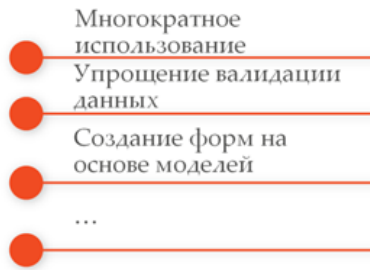 Многократное
использование
Упрощение валидации
данных
Создание форм на
основе моделей
...